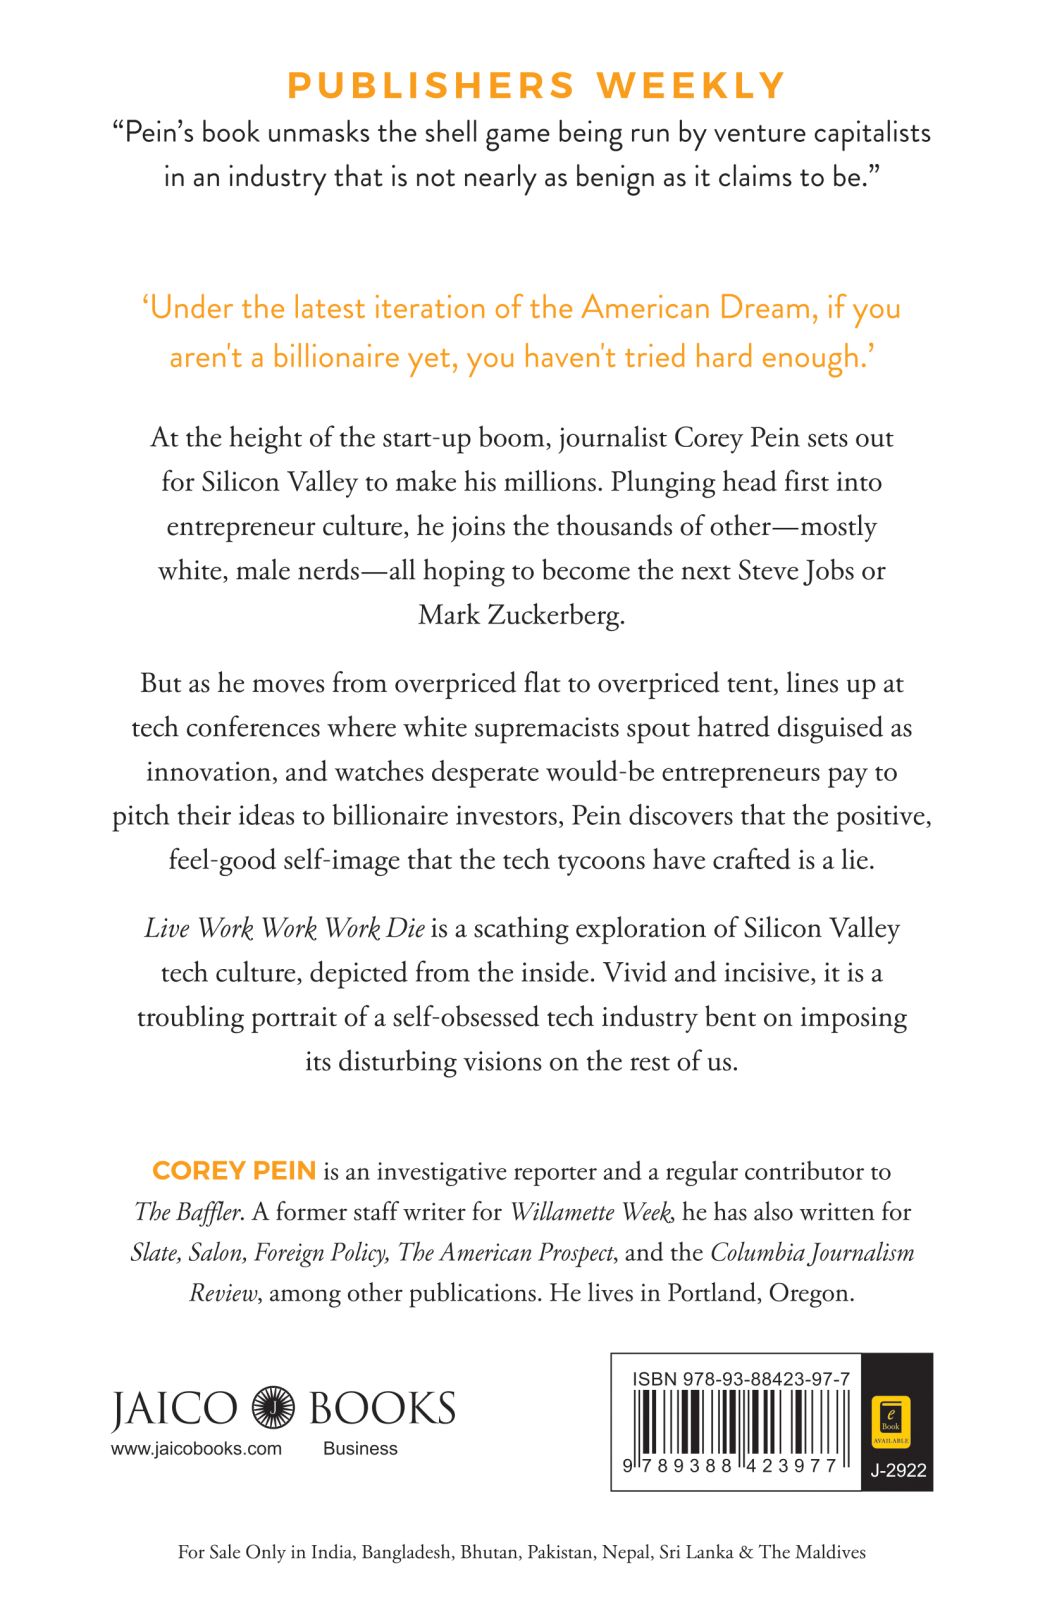 PUBLISHERS WEEKLY
“Pein’s book unmasks the shell game being run by venture capitalists
in an industry that is not nearly as benign as it claims to be.”
‘Under the latest iteration of the American Dream, if you
aren't a billionaire yet, you haven't tried hard enough.’
At the height of the start-up boom, journalist Corey Pein sets out
for Silicon Valley to make his millions. Plunging head first into
entrepreneur culture, he joins the thousands of other—mostly
white, male nerds—all hoping to become the next Steve Jobs or
Mark Zuckerberg.
But as he moves from overpriced flat to overpriced tent, lines up at
tech conferences where white supremacists spout hatred disguised as
innovation, and watches desperate would-be entrepreneurs pay to
pitch their ideas to billionaire investors, Pein discovers that the positive,
feel-good self-image that the tech tycoons have crafted is a lie.
Live Work Work Work Die is a scathing exploration of Silicon Valley
tech culture, depicted from the inside. Vivid and incisive, it is a
troubling portrait of a self-obsessed tech industry bent on imposing
its disturbing visions on the rest of us.
COREY PEIN is an investigative reporter and a regular contributor to
The Baffler. A former staff writer for Willamette Week, he has also written for
Slate, Salon, Foreign Policy, The American Prospect, and the Columbia Journalism
Review, among other publications. He lives in Portland, Oregon.
JAICO J BOOKS
www.jaicobooks.com Business
ISBN 978-93-88423-97-7
9 789388 423977
e
Book
AVAILABLE
J-2922
For Sale Only in India, Bangladesh, Bhutan, Pakistan, Nepal, Sri Lanka & The Maldives